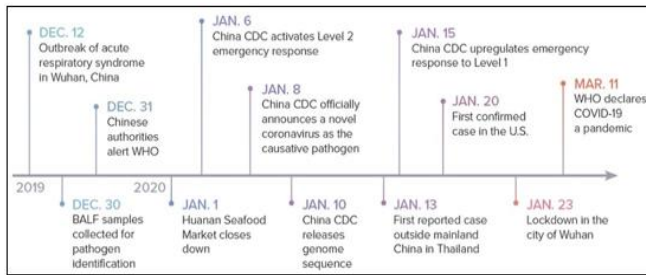 DEC. 12
Outbreak of acute
respiratory syndrome
in Wuhan, China
DEC. 31
Chinese
authorities
alert WHO
JAN. 6
China CDC activates Level 2
emergency response
JAN. 8
China CDC officially
announces a novel
coronavirus as the
causative pathogen
JAN. 15
China CDC upregulates emergency
response to Level 1
JAN. 20
First confirmed
case in the U.S.
MAR. 11
WHO declares
COVID-19
a pandemic
2019
2020
DEC. 30
BALF samples
collected for
pathogen
identification
JAN. 1
Huanan Seafood
Market closes
down
JAN. 10
China CDC
releases
genome
sequence
JAN. 13
First reported case
outside mainland
China in Thailand
JAN. 23
Lockdown in the
city of Wuhan